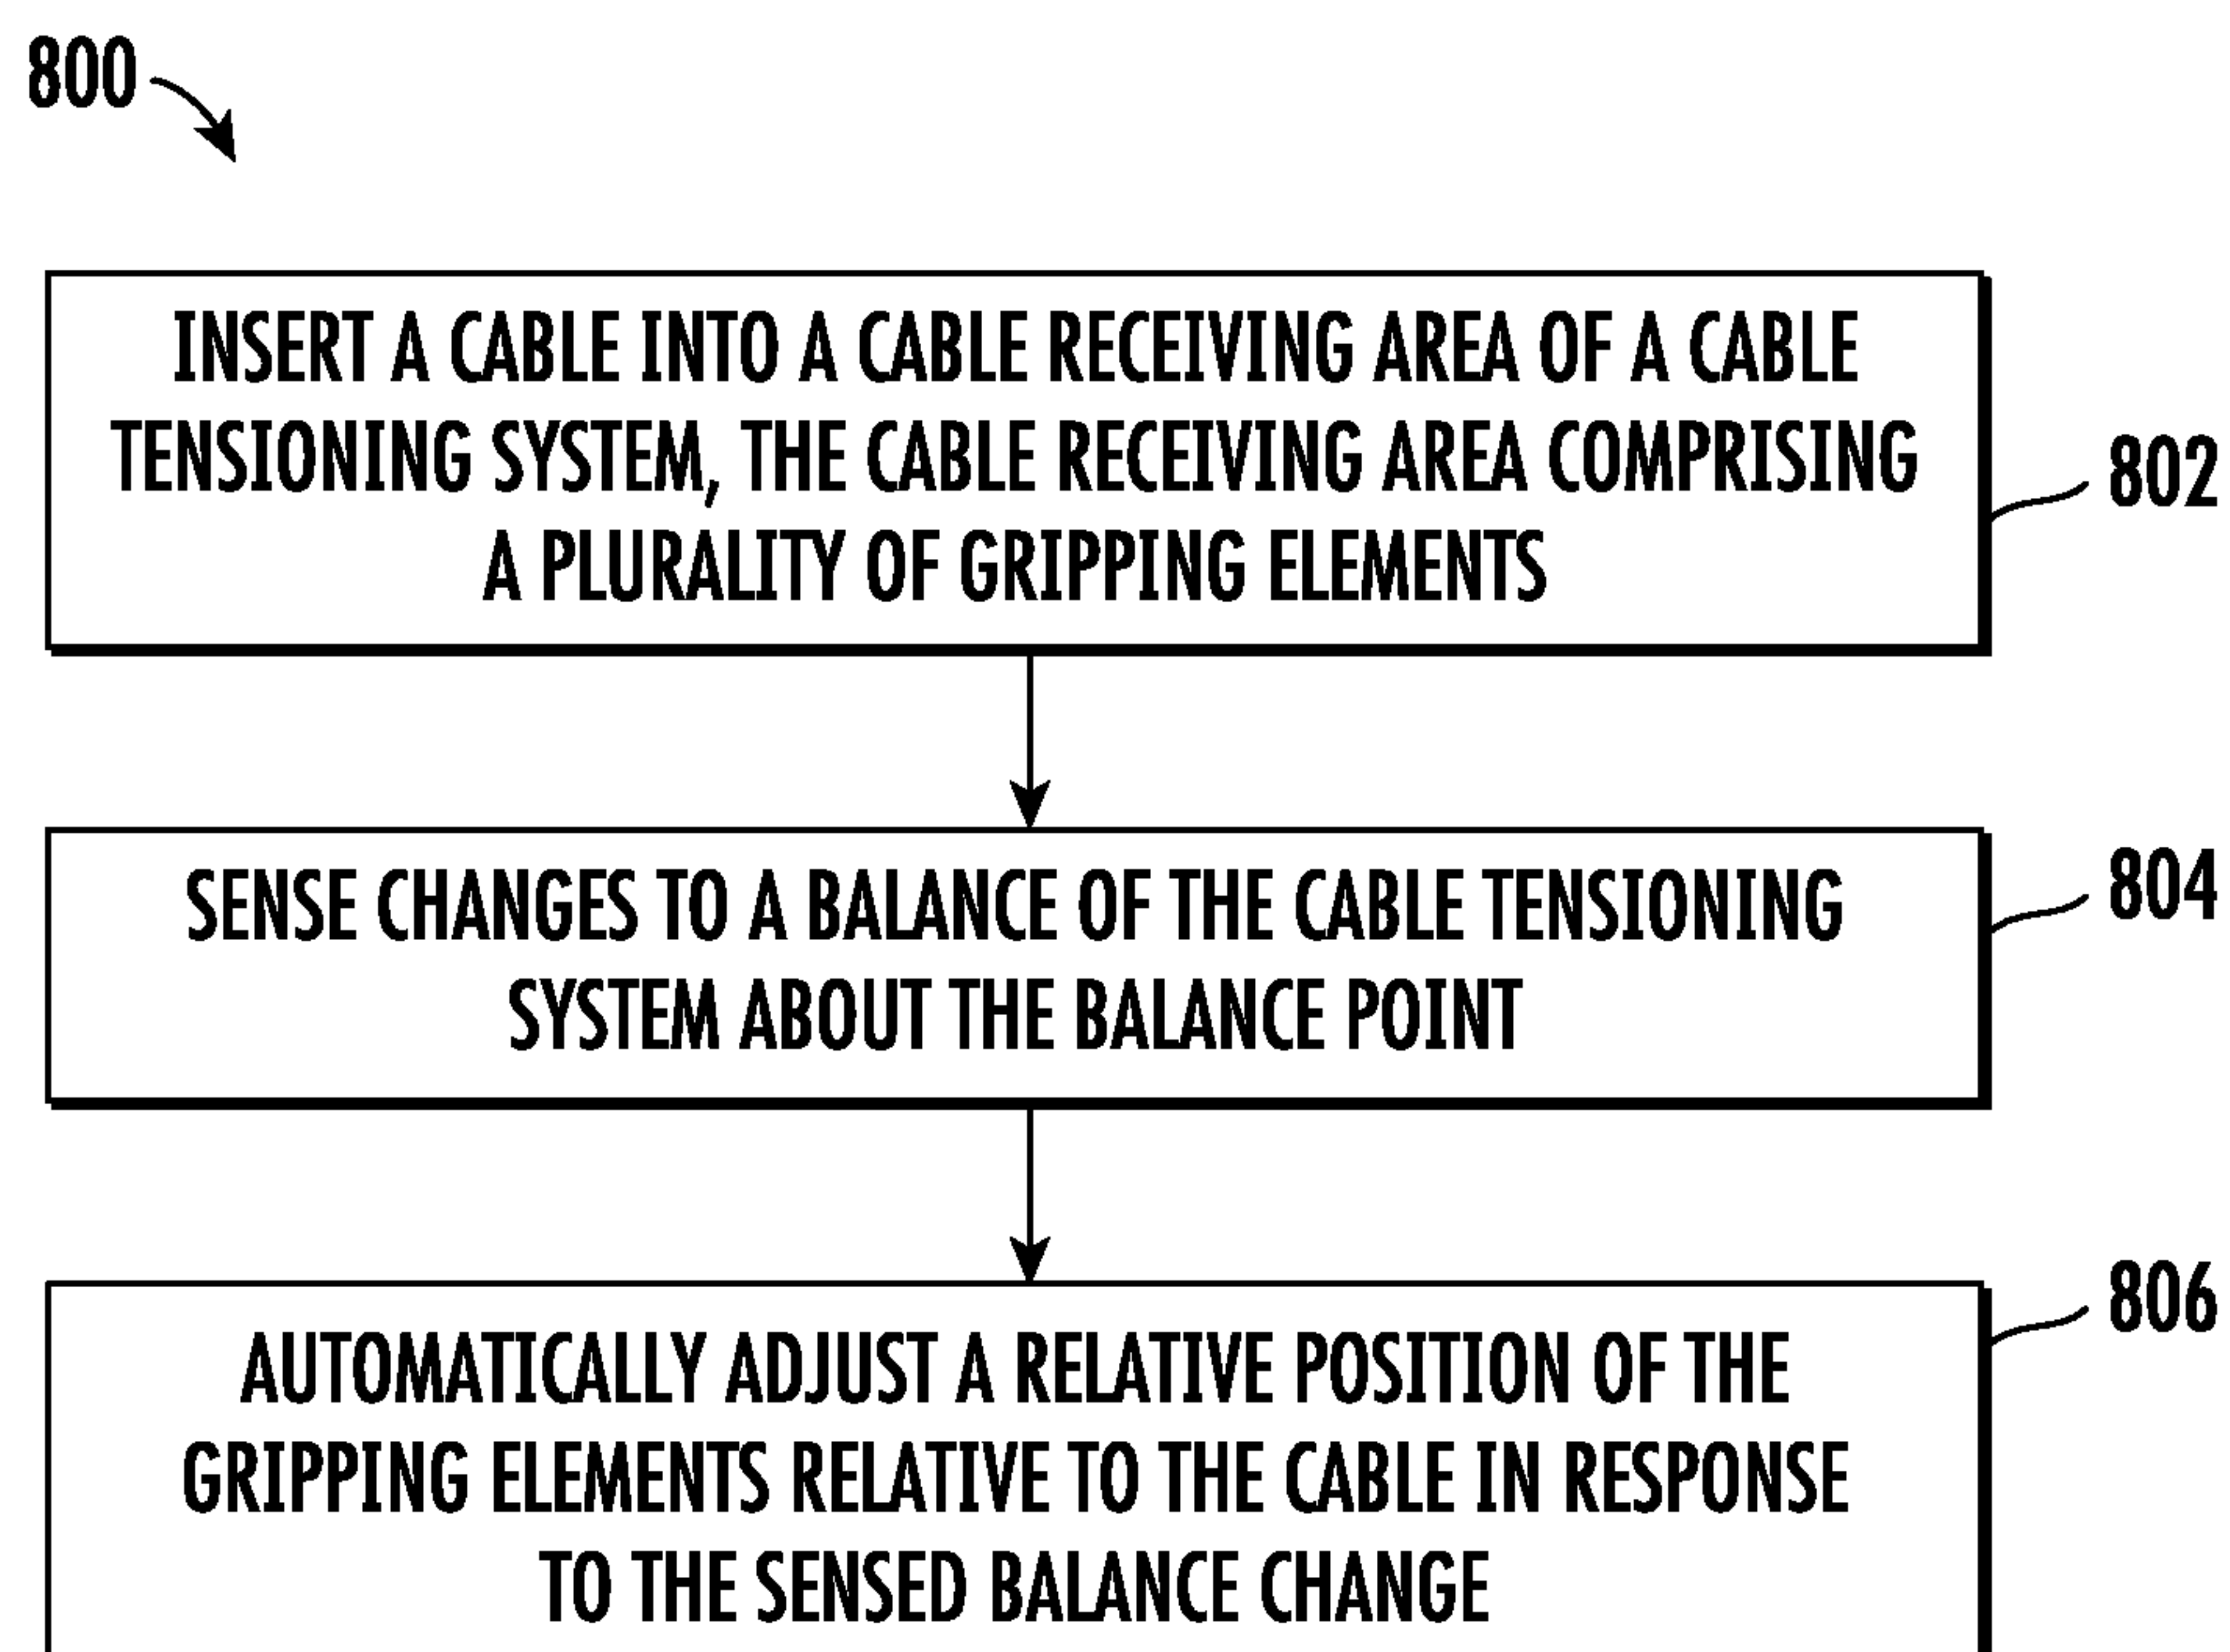 800
INSERT A CABLE INTO A CABLE RECEIVING AREA OF A CABLE
TENSIONING SYSTEM, THE CABLE RECEIVING AREA COMPRISING
A PLURALITY OF GRIPPING ELEMENTS
802
SENSE CHANGES TO A BALANCE OF THE CABLE TENSIONING
SYSTEM ABOUT THE BALANCE POINT
804
AUTOMATICALLY ADJUST A RELATIVE POSITION OF THE
GRIPPING ELEMENTS RELATIVE TO THE CABLE IN RESPONSE
TO THE SENSED BALANCE CHANGE
806